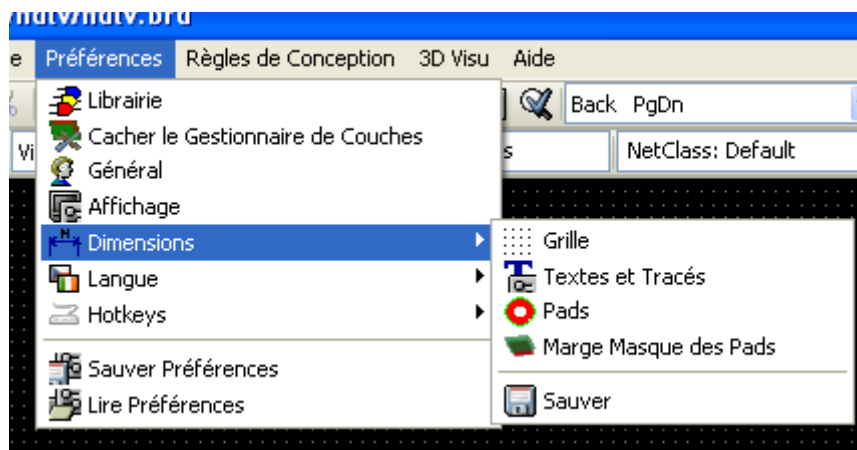 Préférences Règles de Conception 3D Visu Aide
Librairie
Back PgDn
Cacher le Gestionnaire de Couches
NetClass: Default
Général
Affichage
Dimensions
Grille
Langue
Textes et Tracés
Hotkeys
Pads
Marge Masque des Pads
Sauver Préférences
Lire Préférences
Sauver